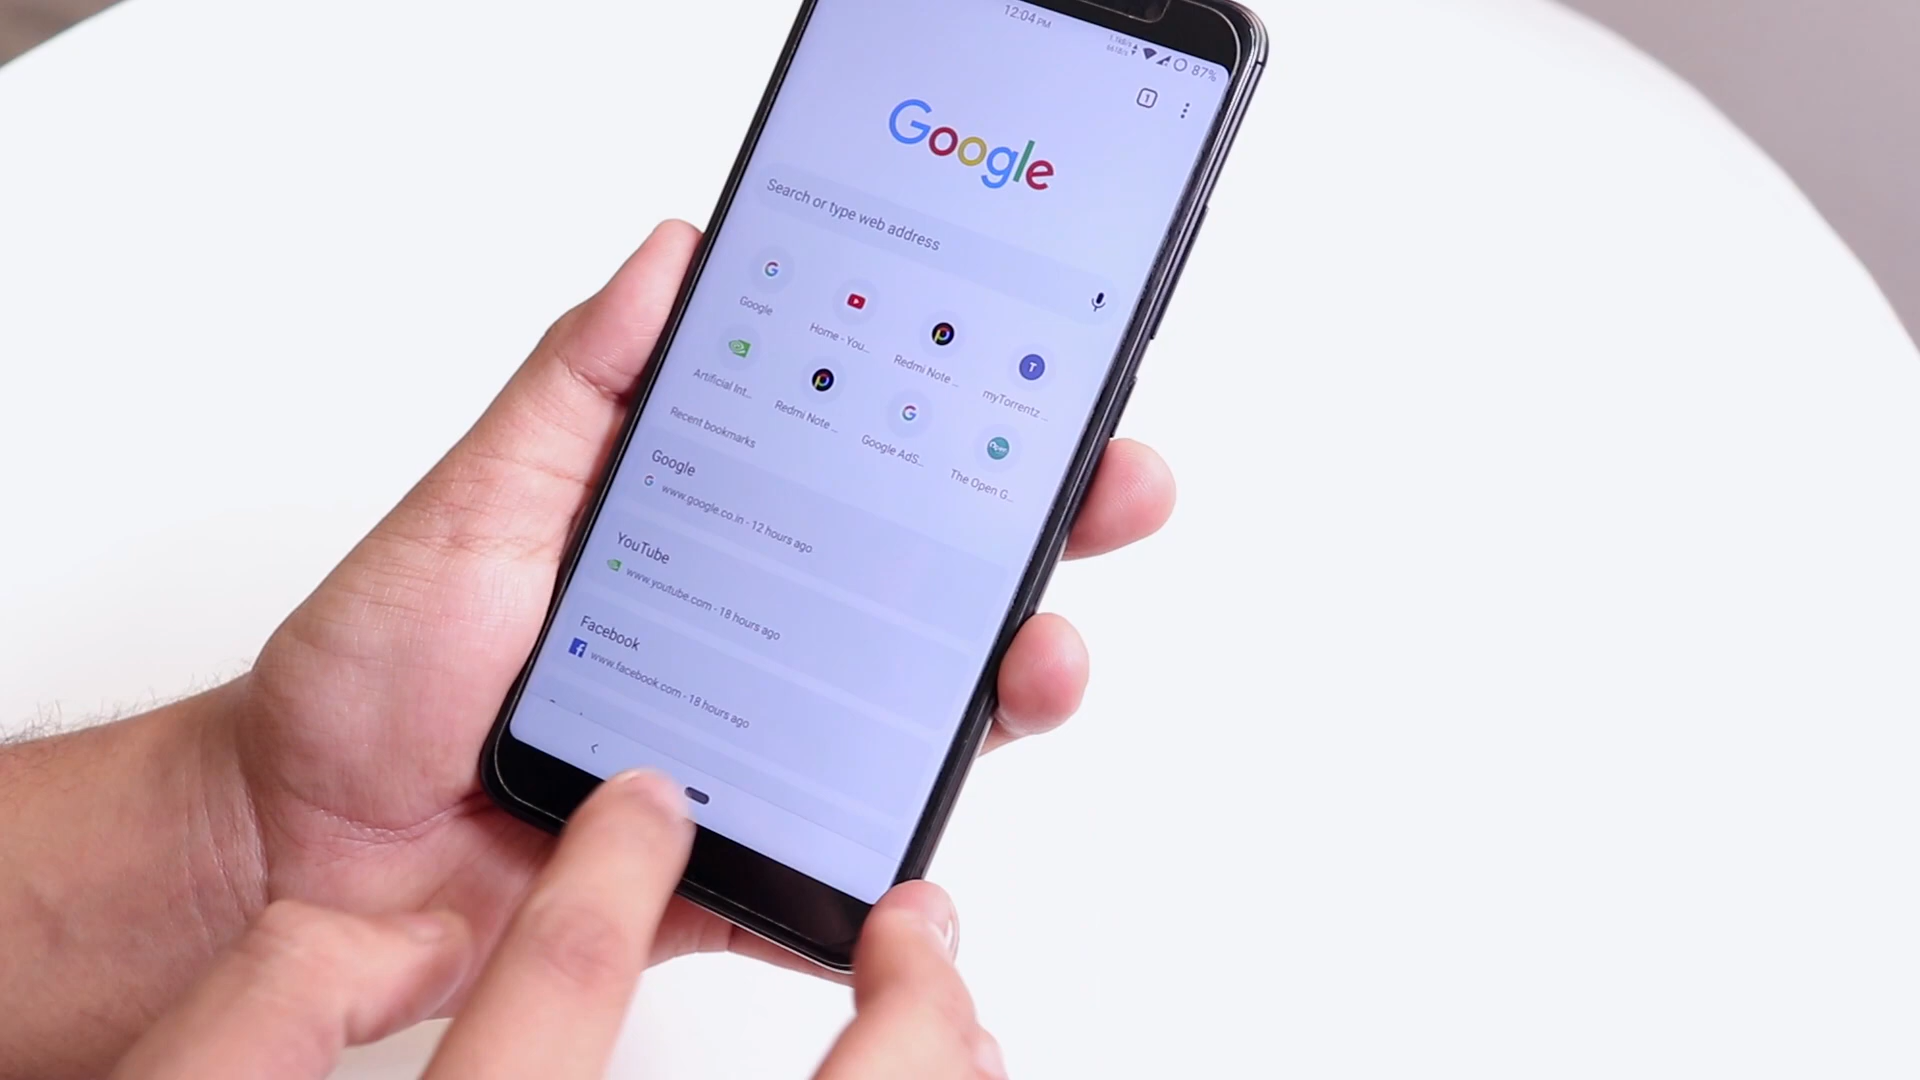 12:04 PM
87%
1
Google
Search or type web address
Google
Home - You...
Redmi Note ...
myTorrentz ...
T
Artificial Int...
Redmi Note ...
Google AdS...
The Open G...
Open
Recent bookmarks
Google
www.google.co.in - 12 hours ago
YouTube
www.youtube.com - 18 hours ago
Facebook
www.facebook.com - 18 hours ago